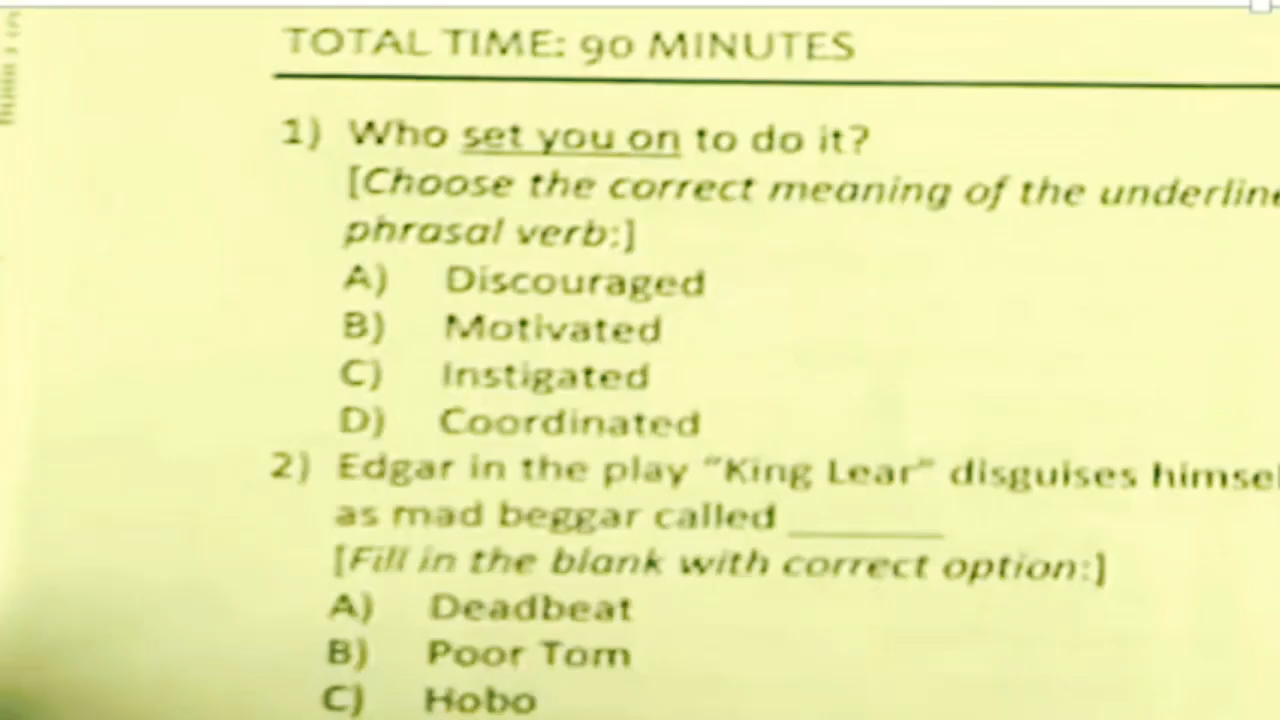 TOTAL TIME: 90 MINUTES
1) Who set you on to do it?
[Choose the correct meaning of the underline
phrasal verb:]
A) Discouraged
B) Motivated
C) Instigated
D) Coordinated
2) Edgar in the play “King Lear” disguises himsel
as mad beggar called ________
[Fill in the blank with correct option:]
A) Deadbeat
B) Poor Tom
C) Hobo